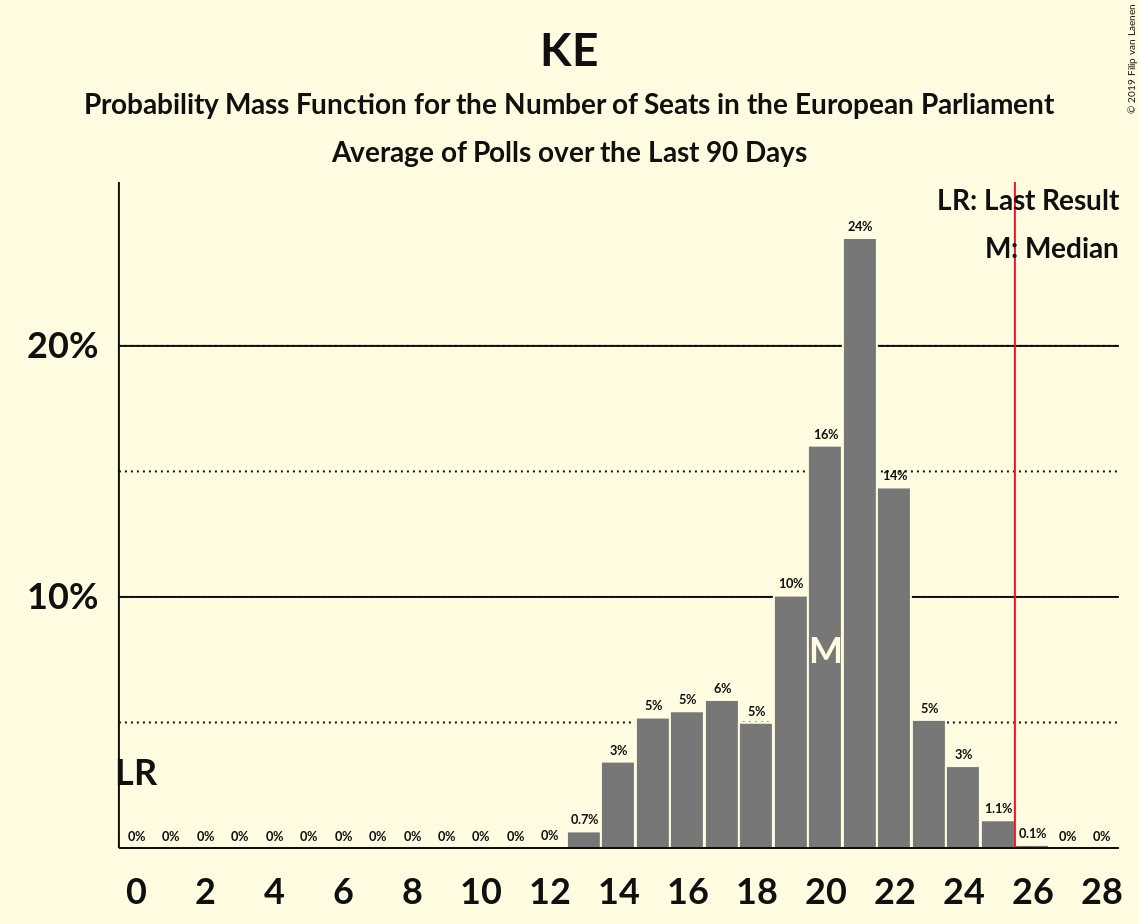 KE
Probability Mass Function for the Number of Seats in the European Parliament
Average of Polls over the Last 90 Days
© 2019 Filip van Laenen
LR: Last Result
M: Median
24%
20%
16%
14%
10%
10%
M
6%
5%
5%
5%
5%
3%
3%
LR
0.7%
1.1%
0.1%
0% 0% 0% 0% 0% 0% 0% 0% 0% 0% 0% 0% 0% 0% 0%
0 2 4 6 8 10 12 14 16 18 20 22 24 26 28